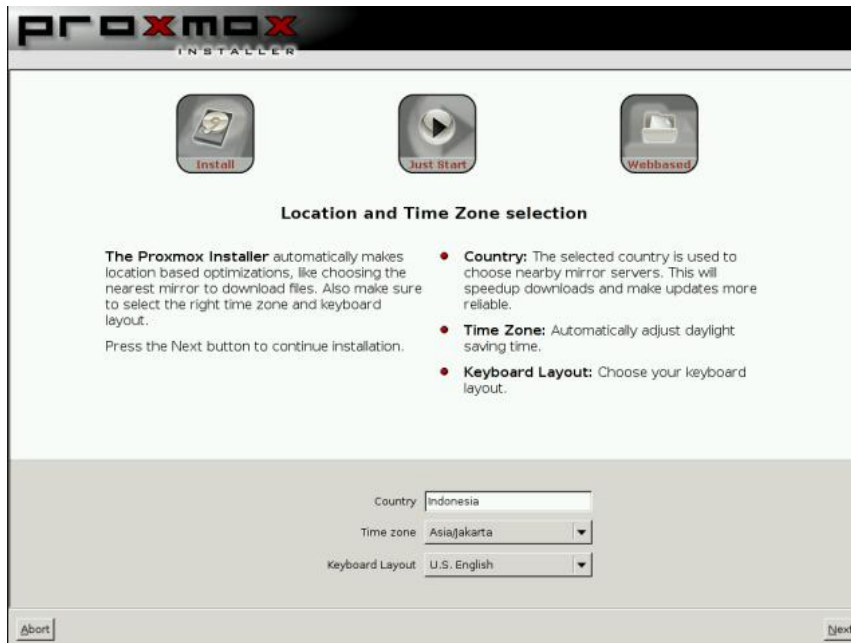 proxmox
INSTALLER
Install
Just Start
Webbased
Location and Time Zone selection
The Proxmox Installer automatically makes
location based optimizations, like choosing the
nearest mirror to download files. Also make sure
to select the right time zone and keyboard
layout.
Press the Next button to continue installation.
Country: The selected country is used to
choose nearby mirror servers. This will
speedup downloads and make updates more
reliable.
Time Zone: Automatically adjust daylight
saving time.
Keyboard Layout: Choose your keyboard
layout.
Country Indonesia
Time zone Asia/Jakarta
Keyboard Layout U.S. English
Abort
Next